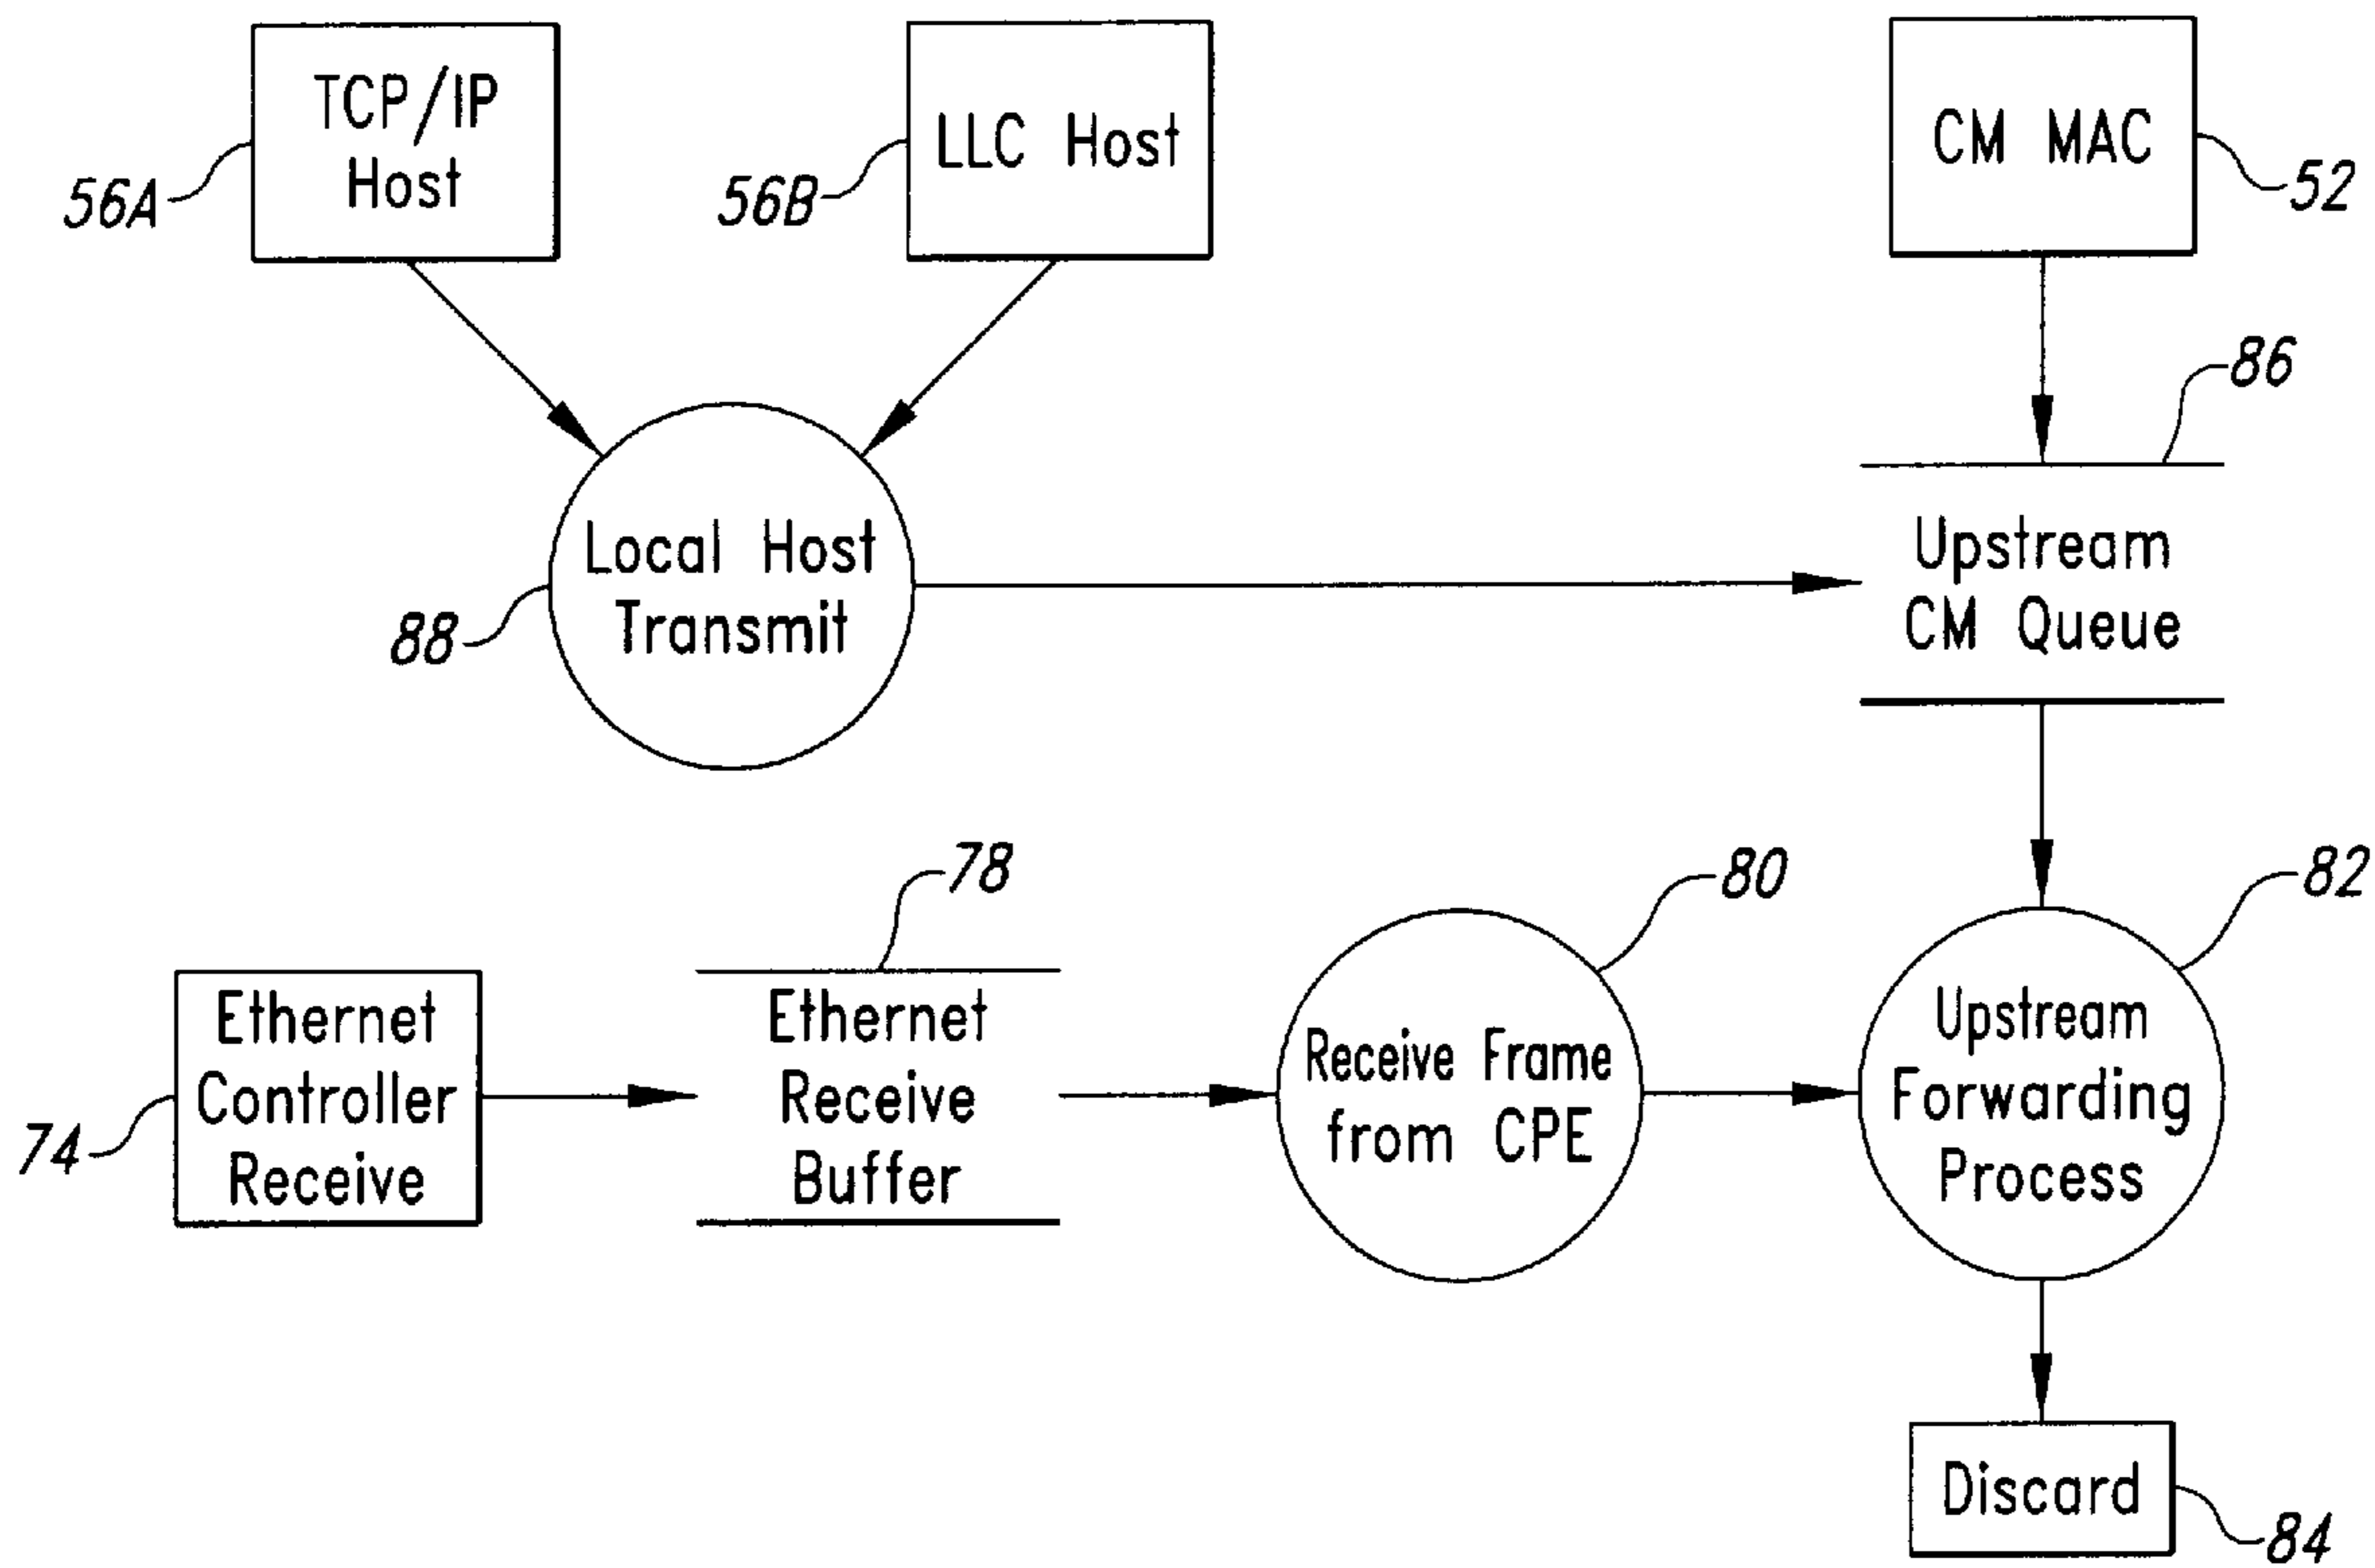 TCP/IP
Host
56A
LLC Host
56B
CM MAC
52
86
Local Host
Transmit
88
Upstream
CM Queue
78
80
82
Ethernet
Controller
Receive
74
Ethernet
Receive
Buffer
Receive Frame
from CPE
Upstream
Forwarding
Process
Discard
84